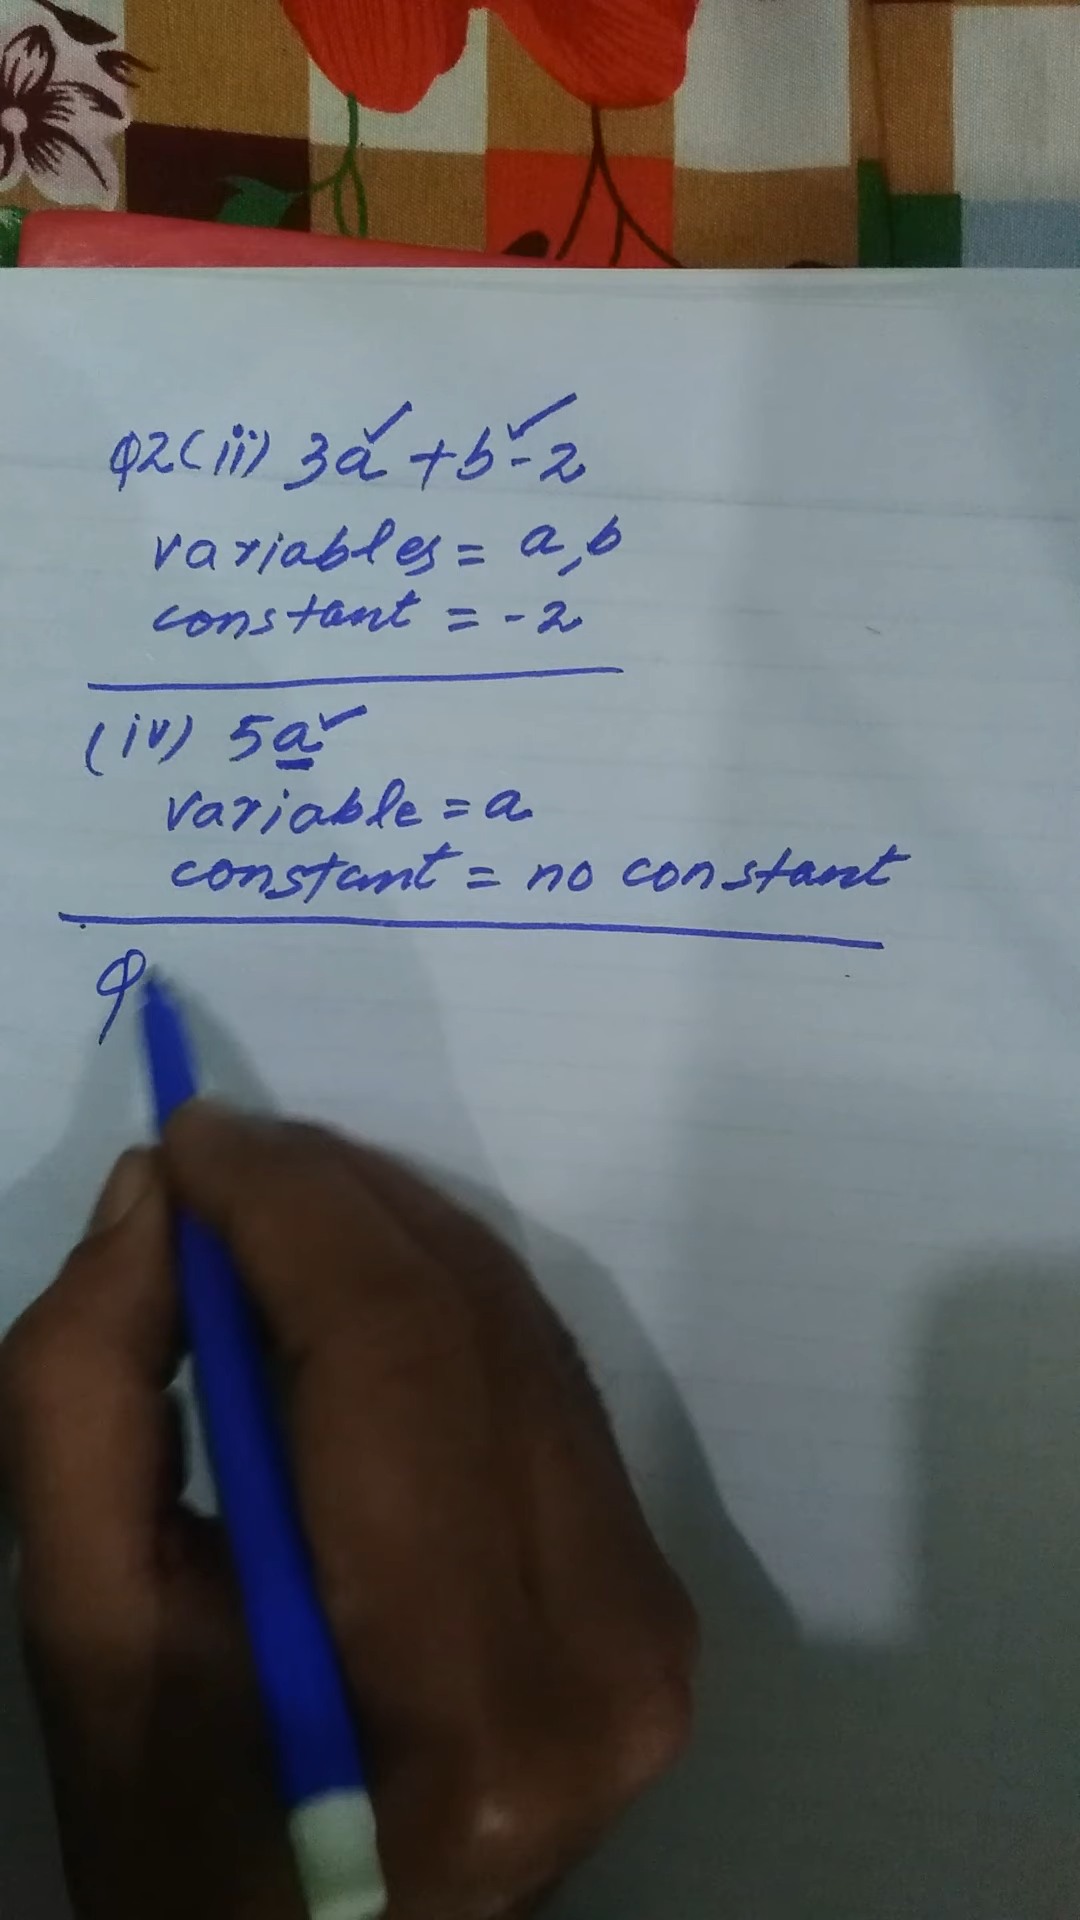 Q2(ii) 3a + b - 2
variables = a, b
constant = -2
(iv) 5a
variable = a
constant = no constant
Q